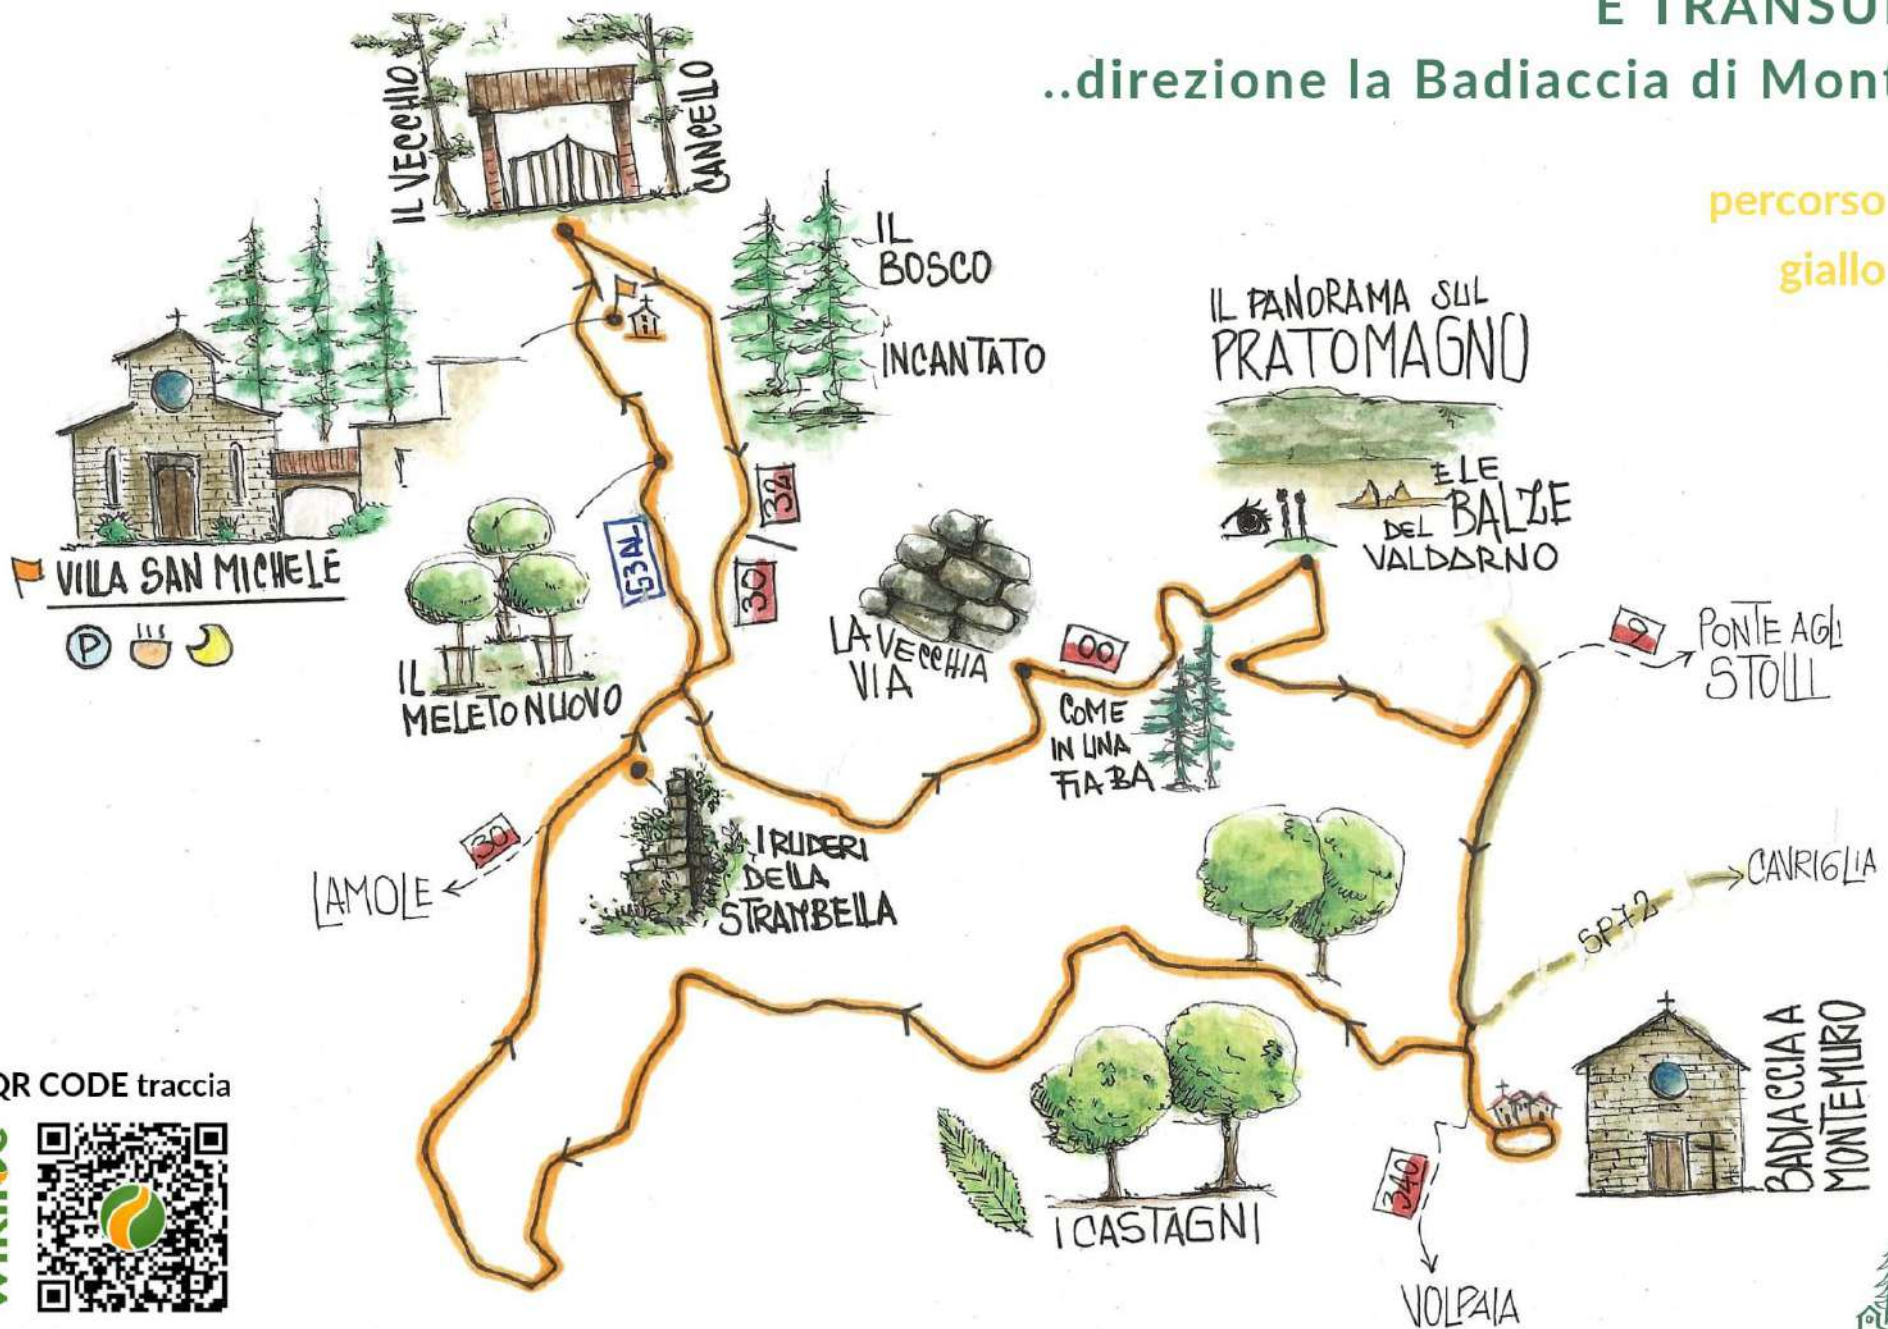 E TRANSU
..direzione la Badiaccia di Mont
percorso
giallo
IL VECCHIO
CANCELLO
IL
BOSCO
INCANTATO
IL PANORAMA SUL
PRATOMAGNO
E LE
BALZE
DEL
VALDARNO
VILLA SAN MICHELE
P
IL
MELETO NUOVO
32
30
LA VECCHIA
VIA
00
COME
IN UNA
FIABA
9
PONTE AGLI
STOLLI
30
LAMOLE
I RUDERI
DELLA
STRAMBELLA
CAVRIGLIA
SP72
BADIACCIA A
MONTEMURO
I CASTAGNI
340
VOLPAIA
QR CODE traccia